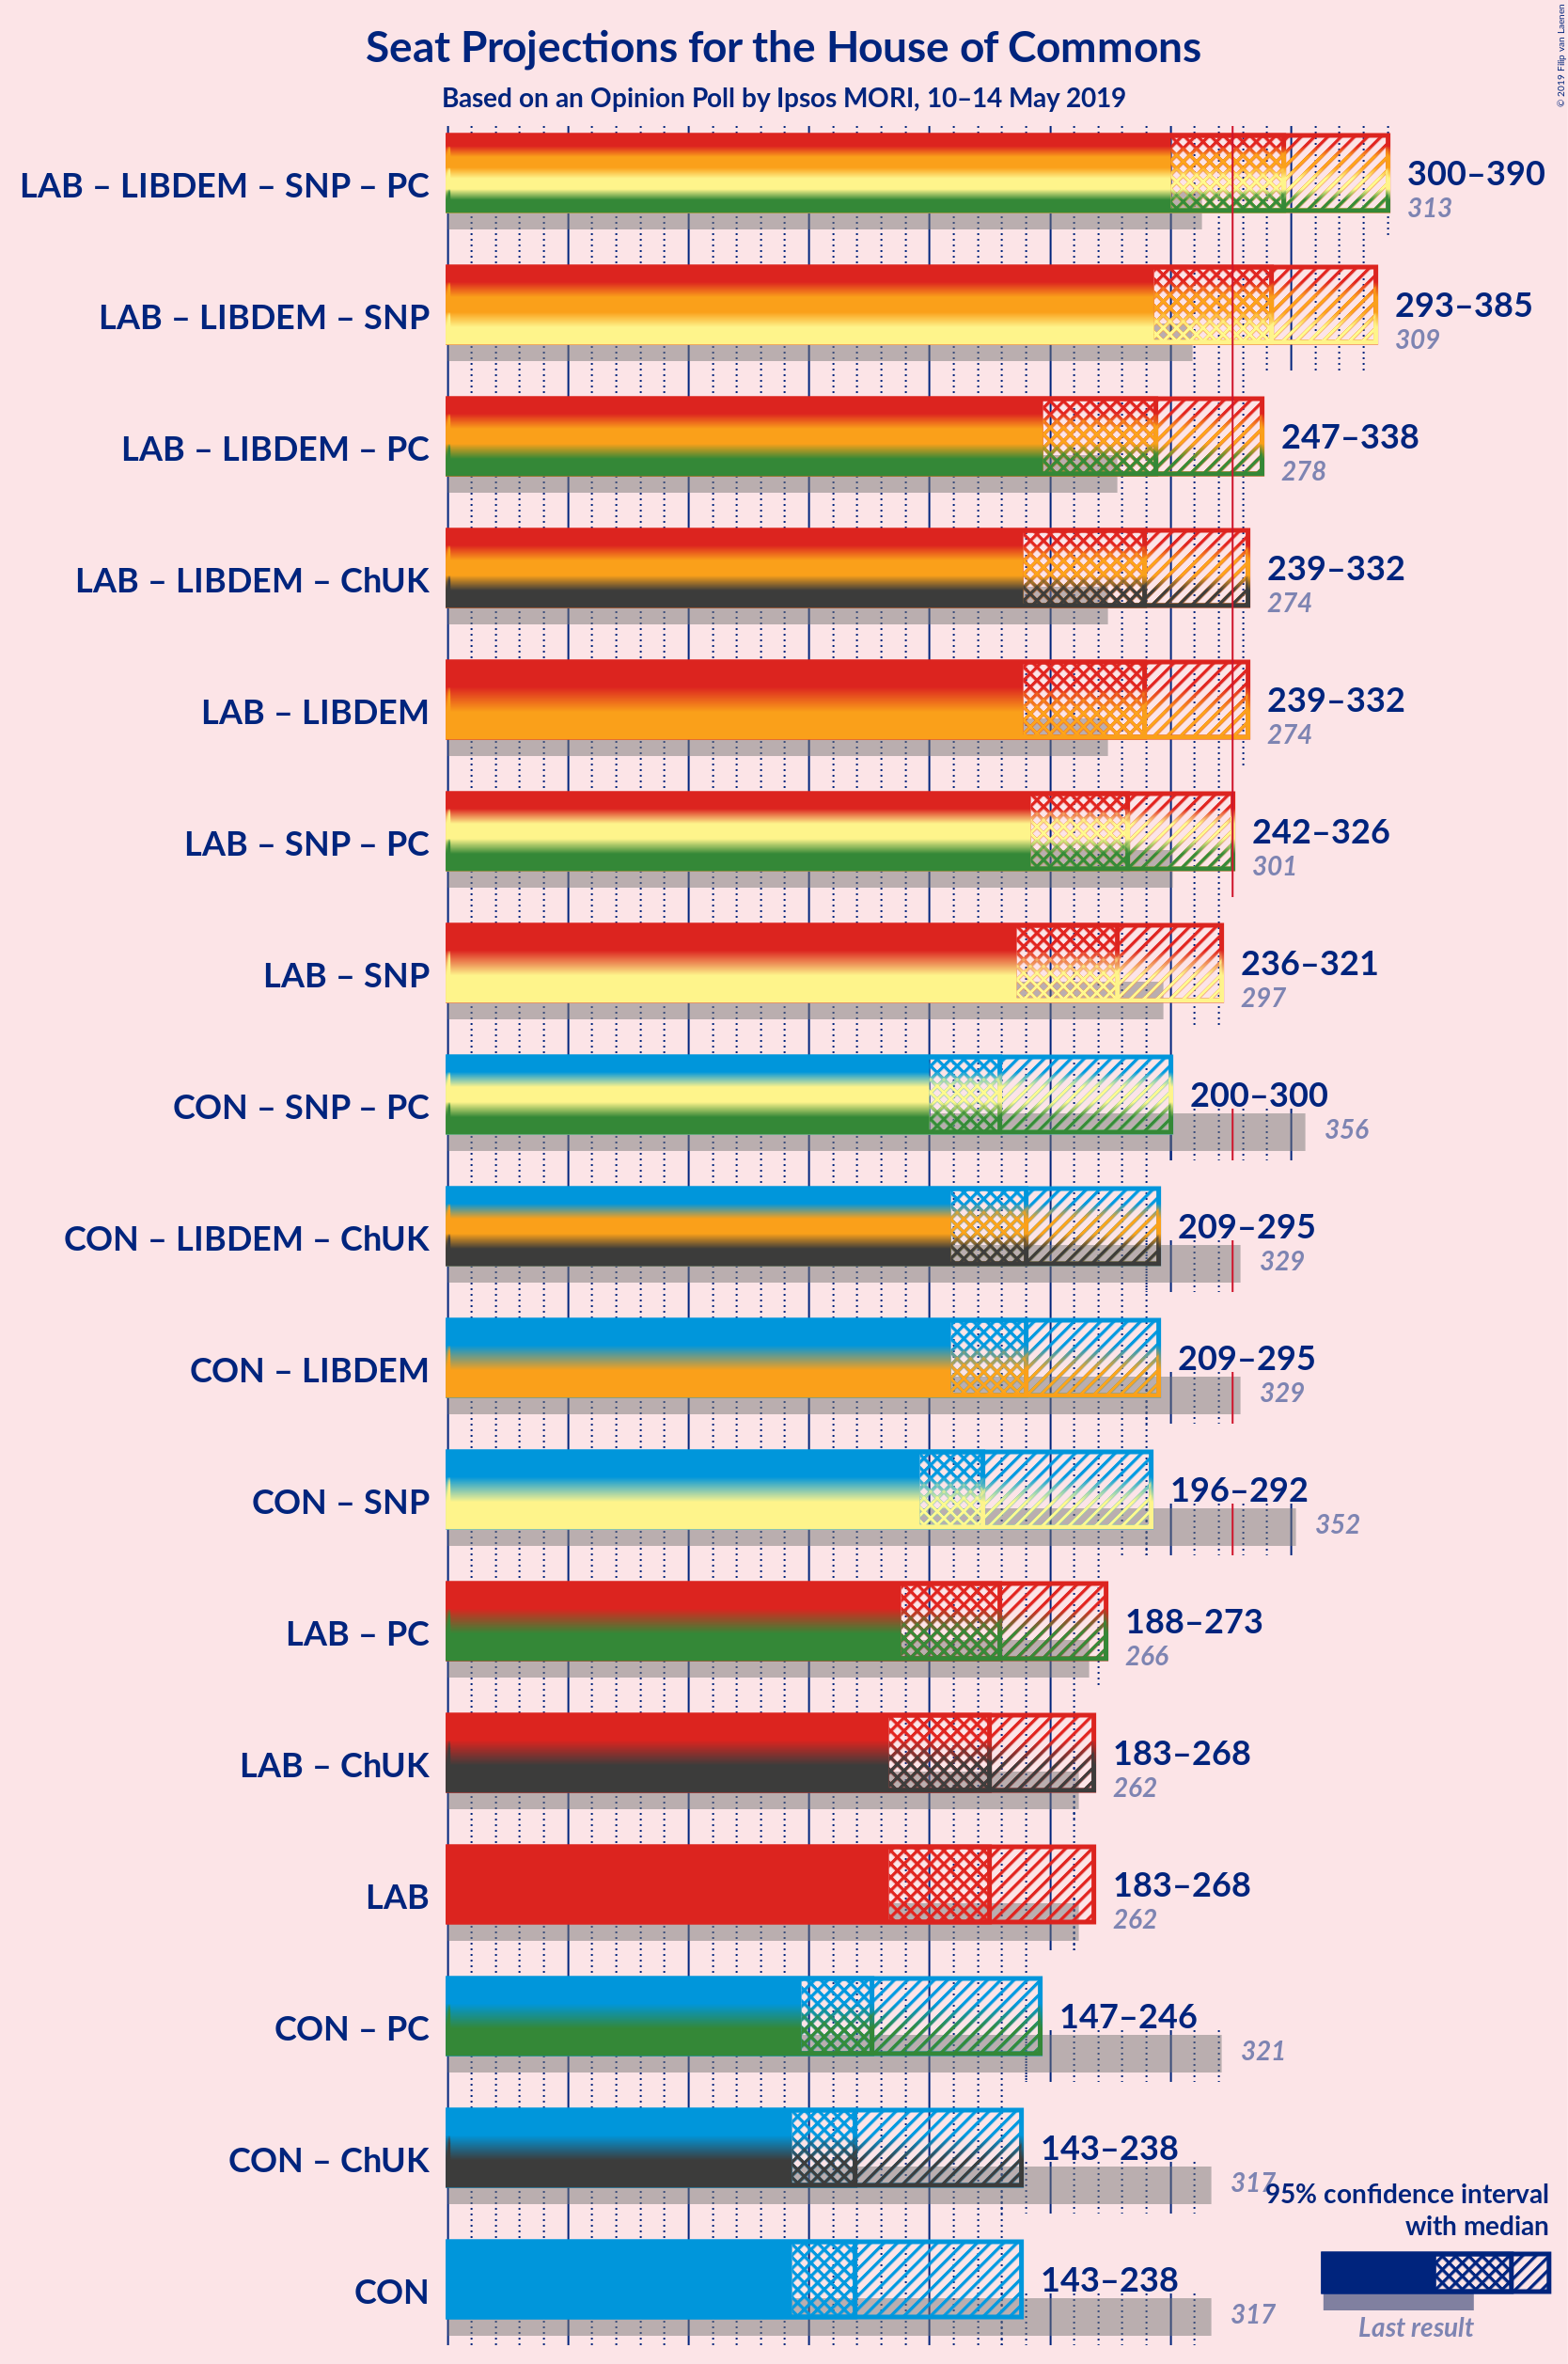 Seat Projections for the House of Commons
Based on an Opinion Poll by Ipsos MORI, 10–14 May 2019
© 2019 Filip van Laenen
LAB – LIBDEM – SNP – PC
300–390
313
LAB – LIBDEM – SNP
293–385
309
LAB – LIBDEM – PC
247–338
278
LAB – LIBDEM – ChUK
239–332
274
LAB – LIBDEM
239–332
274
LAB – SNP – PC
242–326
301
LAB – SNP
236–321
297
CON – SNP – PC
200–300
356
CON – LIBDEM – ChUK
209–295
329
CON – LIBDEM
209–295
329
CON – SNP
196–292
352
LAB – PC
188–273
266
LAB – ChUK
183–268
262
LAB
183–268
262
CON – PC
147–246
321
CON – ChUK
143–238
317
CON
143–238
317
95% confidence interval
with median
Last result